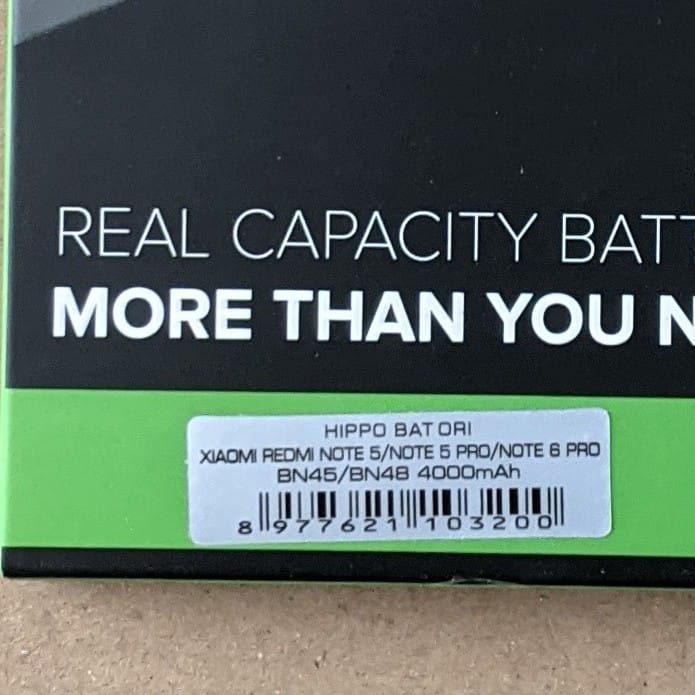 REAL CAPACITY BATT
MORE THAN YOU N
HIPPO BAT ORI
XIAOMI REDMI NOTE 5/NOTE 5 PRO/NOTE 6 PRO
BN45/BN48 4000mAh
8 977621 103200